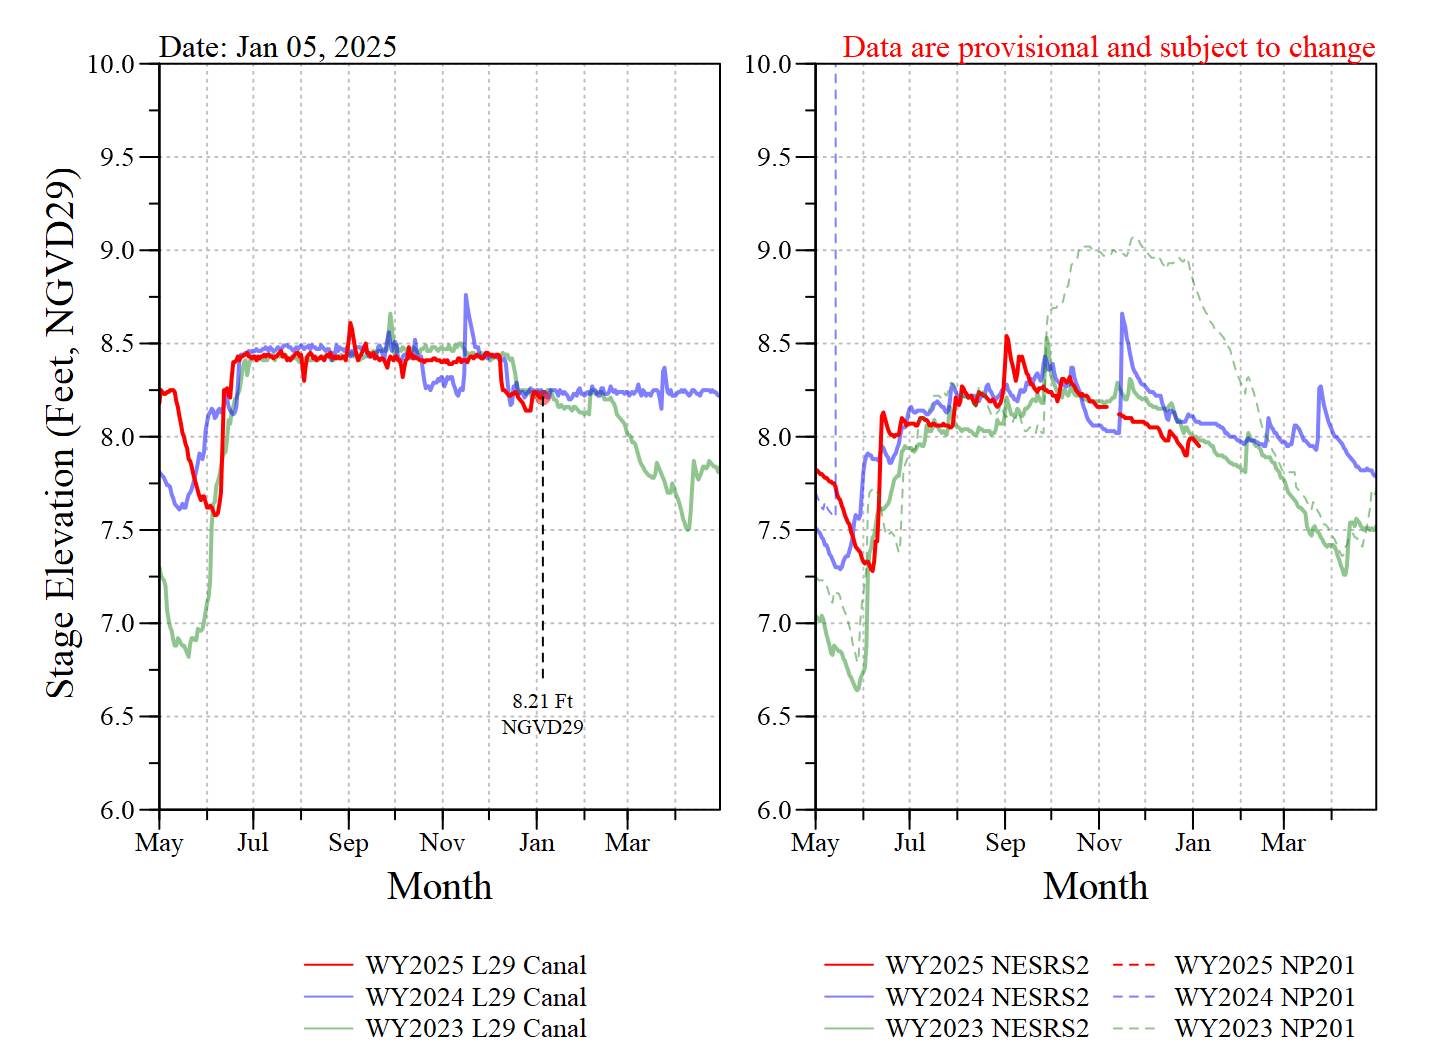 Date: Jan 05, 2025
Data are provisional and subject to change
Stage Elevation (Feet, NGVD29)
10.0
9.5
9.0
8.5
8.0
7.5
7.0
6.5
6.0
May
Jul
Sep
Nov
Jan
Mar
Month
8.21 Ft
NGVD29
10.0
9.5
9.0
8.5
8.0
7.5
7.0
6.5
6.0
May
Jul
Sep
Nov
Jan
Mar
Month
WY2025 L29 Canal
WY2024 L29 Canal
WY2023 L29 Canal
WY2025 NESRS2
WY2024 NESRS2
WY2023 NESRS2
WY2025 NP201
WY2024 NP201
WY2023 NP201